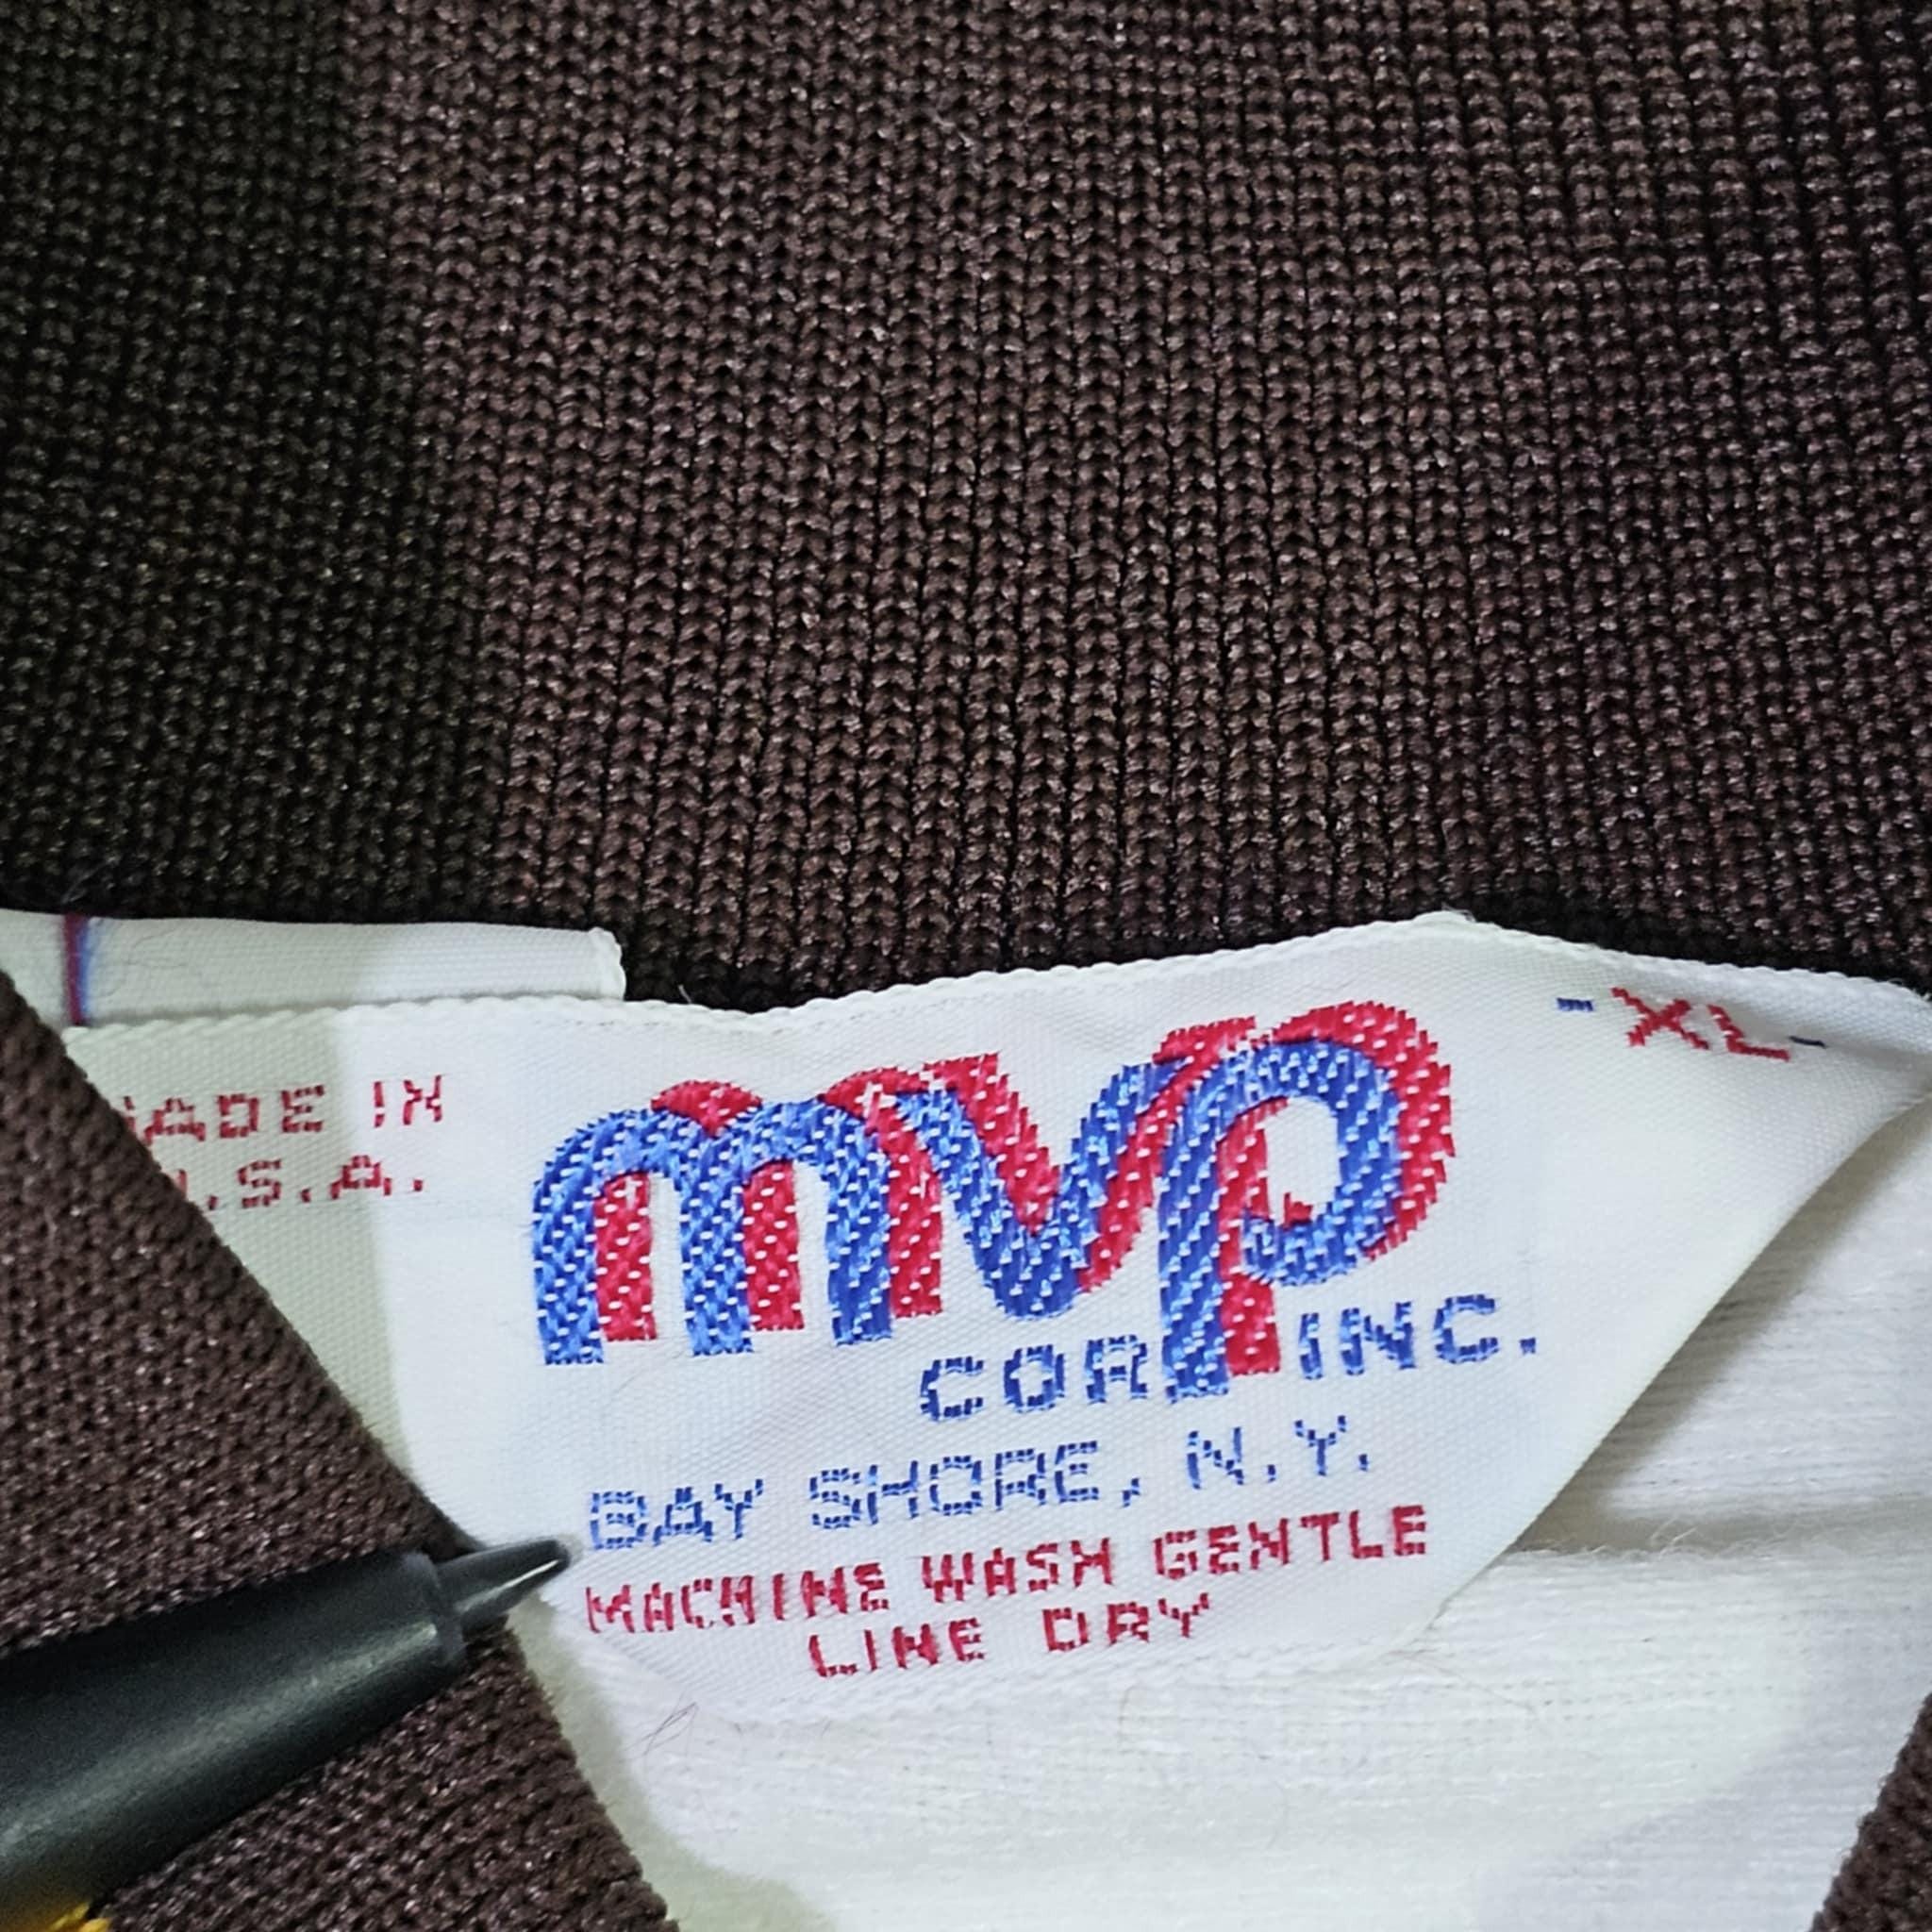 MADE IN
U.S.A.
mvp
CORP INC.
BAY SHORE, N.Y.
MACHINE WASH GENTLE
LINE DRY
-XL-